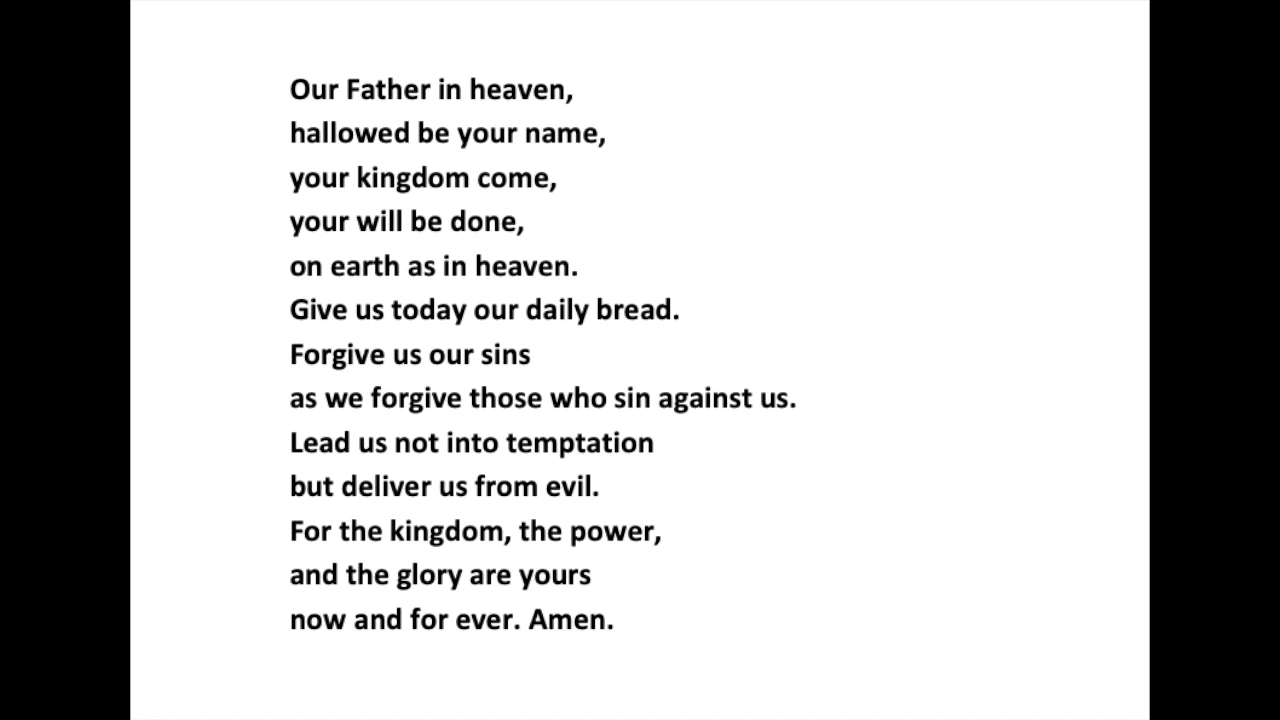 Our Father in heaven,
hallowed be your name,
your kingdom come,
your will be done,
on earth as in heaven.
Give us today our daily bread.
Forgive us our sins
as we forgive those who sin against us.
Lead us not into temptation
but deliver us from evil.
For the kingdom, the power,
and the glory are yours
now and for ever. Amen.